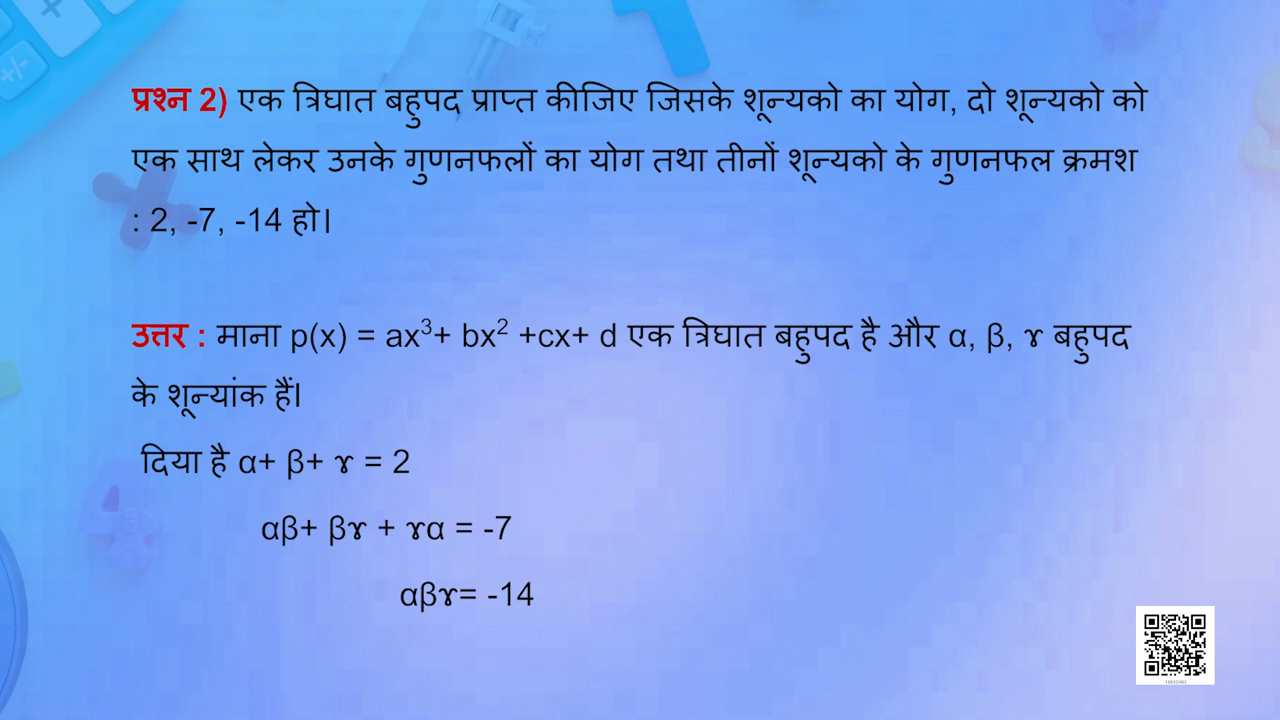 प्रश्न 2) एक त्रिघात बहुपद प्राप्त कीजिए जिसके शून्यको का योग, दो शून्यको को
एक साथ लेकर उनके गुणनफलों का योग तथा तीनों शून्यको के गुणनफल क्रमश
: 2, -7, -14 हो।
उत्तर : माना p(x) = ax³+ bx² +cx+ d एक त्रिघात बहुपद है और α, β, ɤ बहुपद
के शून्यांक हैं।
दिया है α+ β+ ɤ = 2
αβ+ βɤ + ɤα = -7
αβɤ= -14
1063CH02